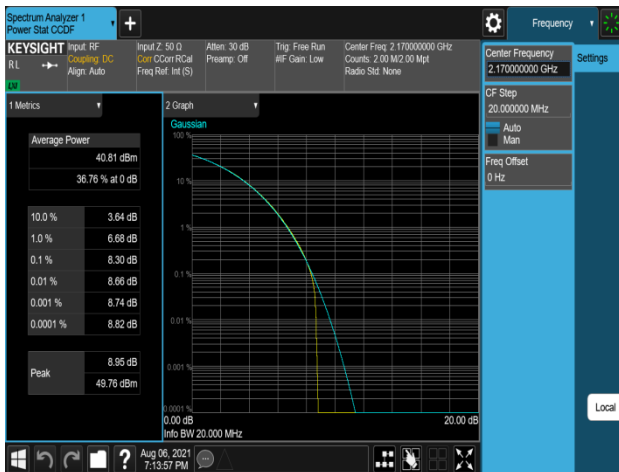 Spectrum Analyzer 1
Power Stat CCDF
+
Frequency
KEYSIGHT
RL
Input: RF
Coupling: DC
Align: Auto
Input Z: 50 Ω
Corr CCorr RCal
Freq Ref: Int (S)
Atten: 30 dB
Preamp: Off
Trig: Free Run
#IF Gain: Low
Center Freq: 2.170000000 GHz
Counts: 2.00 M/2.00 Mpt
Radio Std: None
Center Frequency
2.170000000 GHz
Settings
CF Step
20.000000 MHz
Auto
Man
Freq Offset
0 Hz
1 Metrics
Average Power
40.81 dBm
36.76 % at 0 dB
10.0 % 3.64 dB
1.0 % 6.68 dB
0.1 % 8.30 dB
0.01 % 8.66 dB
0.001 % 8.74 dB
0.0001 % 8.82 dB
Peak
8.95 dB
49.76 dBm
2 Graph
Gaussian
100 %
10 %
1 %
0.1 %
0.01 %
0.001 %
0.0001 %
0.00 dB
20.00 dB
Info BW 20.000 MHz
Local
?
Aug 06, 2021
7:13:57 PM